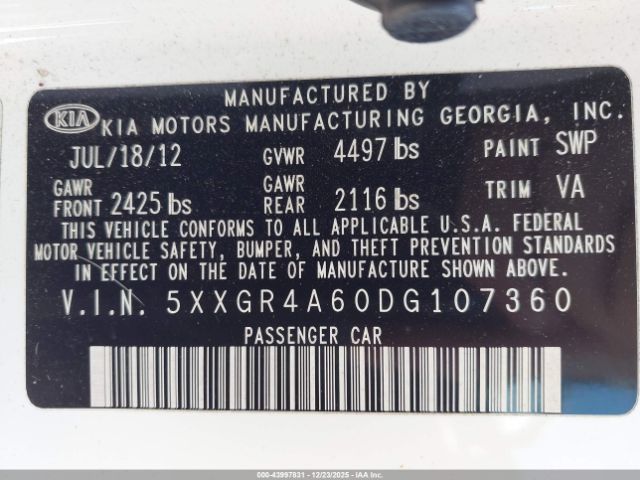 MANUFACTURED BY
KIA KIA MOTORS MANUFACTURING GEORGIA, INC.
JUL/18/12 GVWR 4497 lbs PAINT SWP
GAWR FRONT 2425 lbs GAWR REAR 2116 lbs TRIM VA
THIS VEHICLE CONFORMS TO ALL APPLICABLE U.S.A. FEDERAL
MOTOR VEHICLE SAFETY, BUMPER, AND THEFT PREVENTION STANDARDS
IN EFFECT ON THE DATE OF MANUFACTURE SHOWN ABOVE.
V.I.N. 5XXGR4A60DG107360
PASSENGER CAR
000-43997831 - 12/23/2025 - IAAI.COM